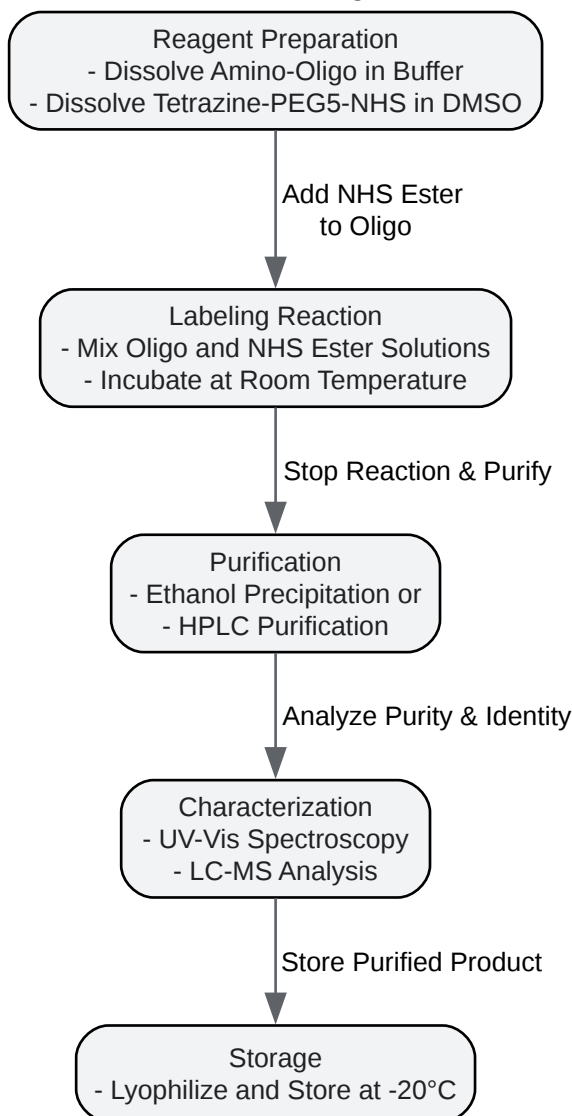 Reagent Preparation
- Dissolve Amino-Oligo in Buffer
- Dissolve Tetrazine-PEG5-NHS in DMSO
Add NHS Ester
to Oligo
Labeling Reaction
- Mix Oligo and NHS Ester Solutions
- Incubate at Room Temperature
Stop Reaction & Purify
Purification
- Ethanol Precipitation or
- HPLC Purification
Analyze Purity & Identity
Characterization
- UV-Vis Spectroscopy
- LC-MS Analysis
Store Purified Product
Storage
- Lyophilize and Store at -20°C